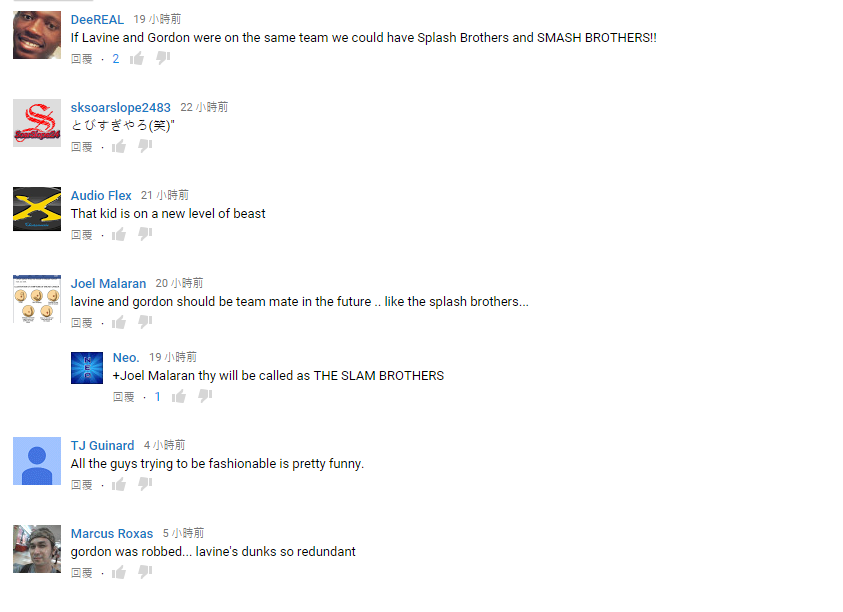 DeeREAL 19 小時前
If Lavine and Gordon were on the same team we could have Splash Brothers and SMASH BROTHERS!!
回覆 · 2
sksoarslope2483 22 小時前
とびすぎやろ(笑)"
回覆 ·
Audio Flex 21 小時前
That kid is on a new level of beast
回覆 ·
Joel Malaran 20 小時前
lavine and gordon should be team mate in the future .. like the splash brothers...
回覆 ·
Neo. 19 小時前
+Joel Malaran thy will be called as THE SLAM BROTHERS
回覆 · 1
TJ Guinard 4 小時前
All the guys trying to be fashionable is pretty funny.
回覆 ·
Marcus Roxas 5 小時前
gordon was robbed... lavine's dunks so redundant
回覆 ·